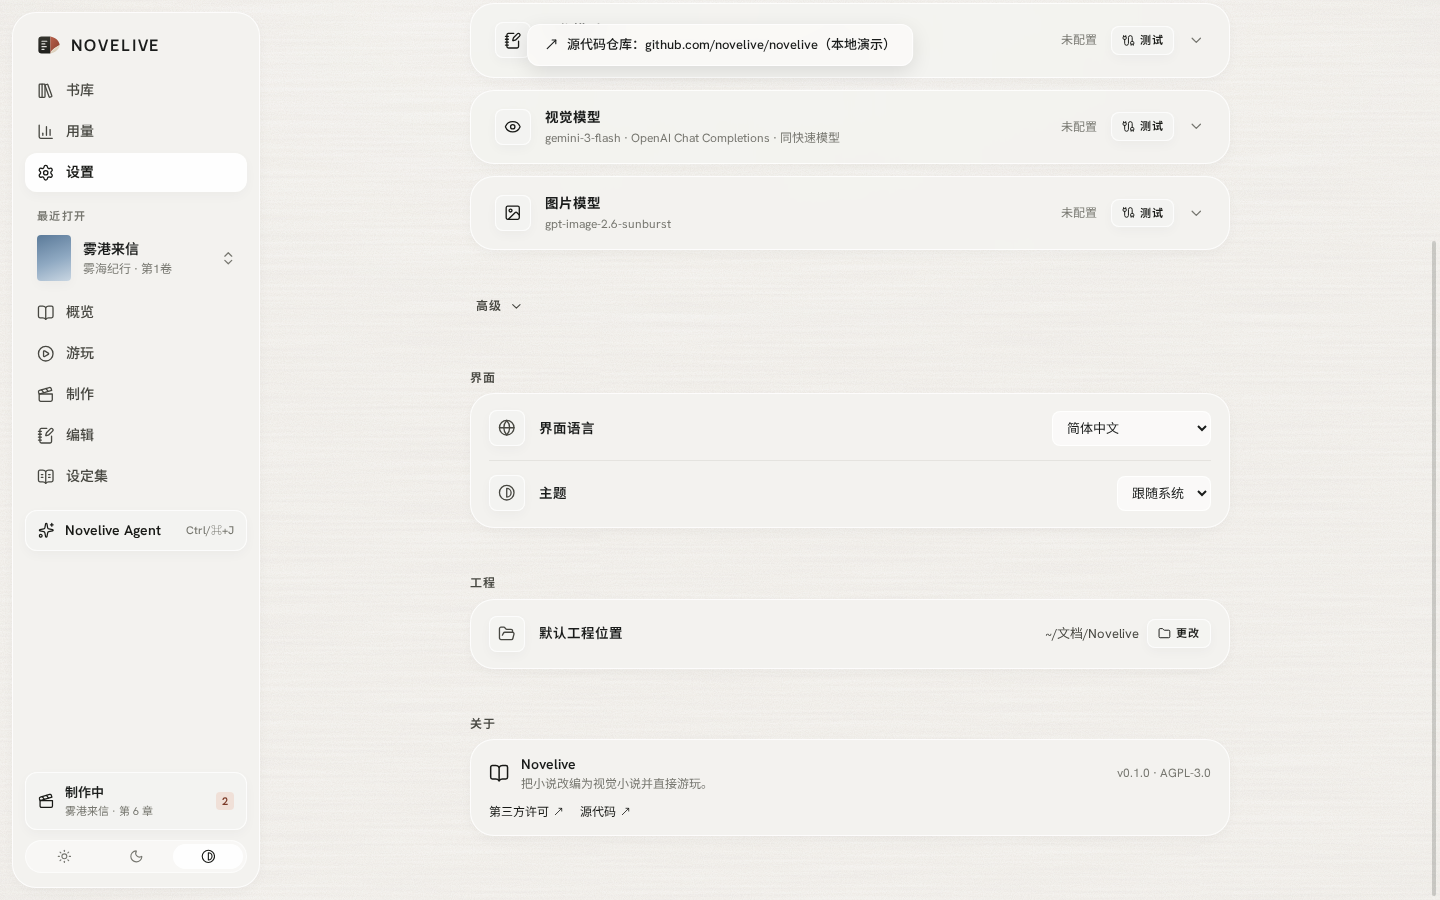 NOVELIVE
书库
用量
设置
最近打开
雾港来信
雾海纪行 · 第1卷
概览
游玩
制作
编辑
设定集
Novelive Agent
Ctrl/⌘+J
制作中
雾港来信 · 第 6 章
2
源代码仓库：github.com/novelive/novelive（本地演示）
未配置
测试
视觉模型
gemini-3-flash · OpenAI Chat Completions · 同快速模型
未配置
测试
图片模型
gpt-image-2.6-sunburst
未配置
测试
高级
界面
界面语言
简体中文
主题
跟随系统
工程
默认工程位置
~/文档/Novelive
更改
关于
Novelive
把小说改编为视觉小说并直接游玩。
v0.1.0 · AGPL-3.0
第三方许可 ↗
源代码 ↗